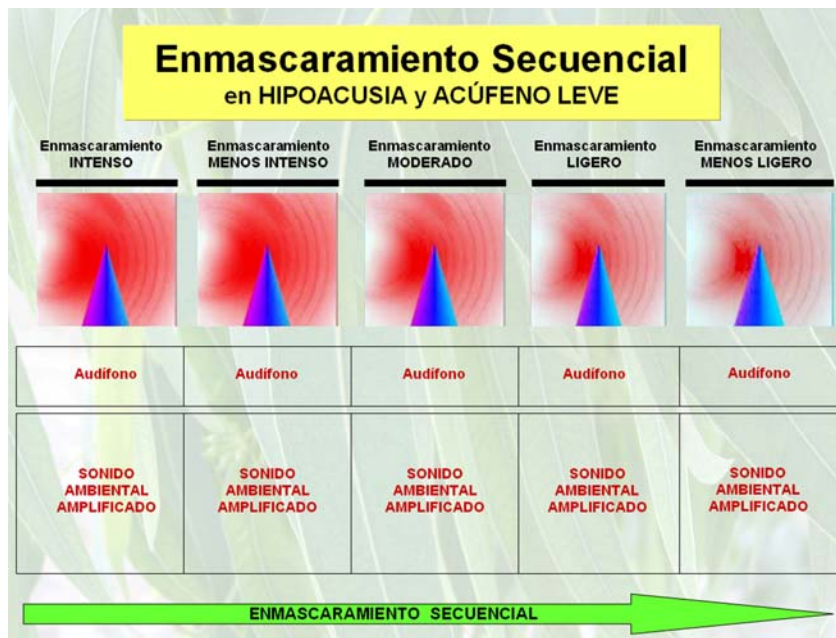 Enmascaramiento Secuencial
en HIPOACUSIA y ACÚFENO LEVE
Enmascaramiento
INTENSO
Enmascaramiento
MENOS INTENSO
Enmascaramiento
MODERADO
Enmascaramiento
LIGERO
Enmascaramiento
MENOS LIGERO
Audífono
Audífono
Audífono
Audífono
Audífono
SONIDO
AMBIENTAL
AMPLIFICADO
SONIDO
AMBIENTAL
AMPLIFICADO
SONIDO
AMBIENTAL
AMPLIFICADO
SONIDO
AMBIENTAL
AMPLIFICADO
SONIDO
AMBIENTAL
AMPLIFICADO
ENMASCARAMIENTO SECUENCIAL